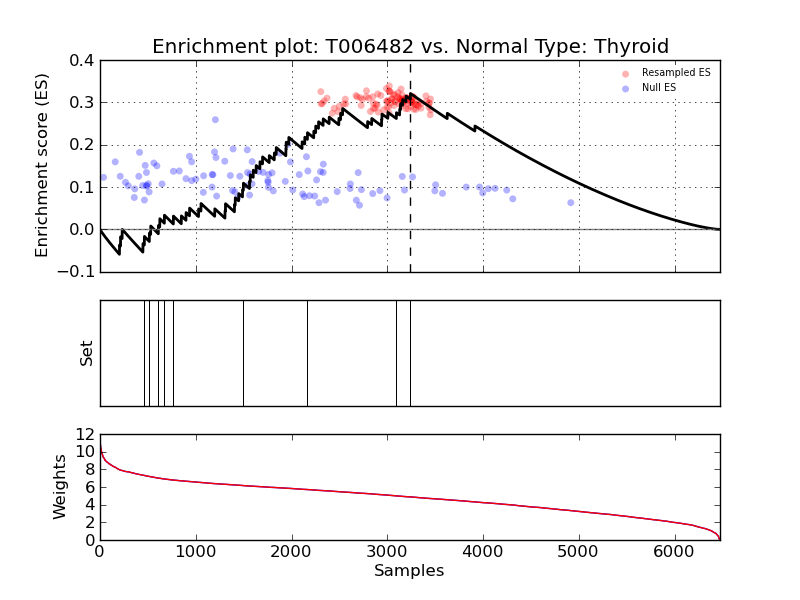 Enrichment plot: T006482 vs. Normal Type: Thyroid
0.4
0.3
0.2
0.1
0.0
−0.1
Enrichment score (ES)
Resampled ES
Null ES
Set
12
10
8
6
4
2
0
Weights
0 1000 2000 3000 4000 5000 6000
Samples